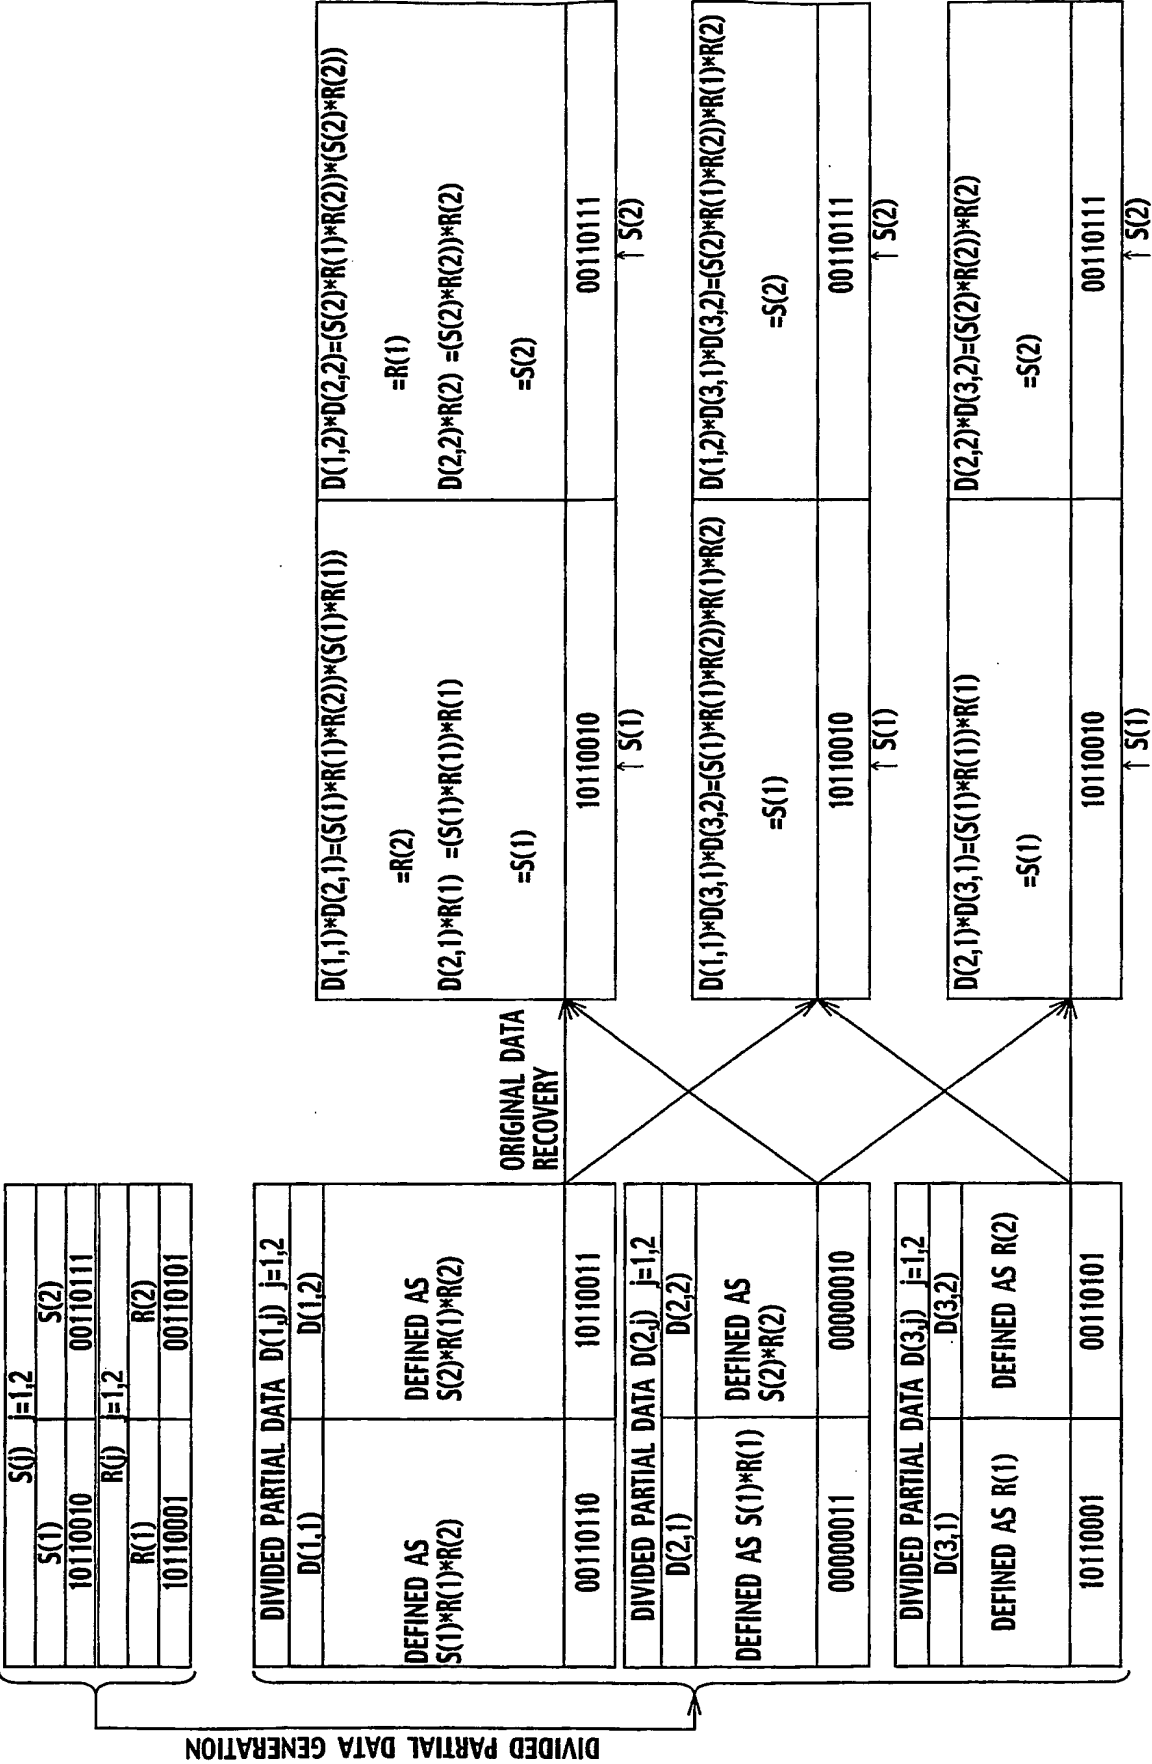 S(j) j=1,2
S(1) S(2)
10110010 00110111
R(j) j=1,2
R(1) R(2)
10110001 00110101
DIVIDED PARTIAL DATA GENERATION
DIVIDED PARTIAL DATA D(1,j) j=1,2
D(1,1) D(1,2)
DEFINED AS
S(1)*R(1)*R(2)
DEFINED AS
S(2)*R(1)*R(2)
00110110 10110011
DIVIDED PARTIAL DATA D(2,j) j=1,2
D(2,1) D(2,2)
DEFINED AS S(1)*R(1)
DEFINED AS
S(2)*R(2)
00000011 00000010
DIVIDED PARTIAL DATA D(3,j) j=1,2
D(3,1) D(3,2)
DEFINED AS R(1) DEFINED AS R(2)
10110001 00110101
ORIGINAL DATA
RECOVERY
D(1,1)*D(2,1)=(S(1)*R(1)*R(2))*(S(1)*R(1))
=R(2)
D(2,1)*R(1) =(S(1)*R(1))*R(1)
=S(1)
10110010
↑ S(1)
D(1,2)*D(2,2)=(S(2)*R(1)*R(2))*(S(2)*R(2))
=R(1)
D(2,2)*R(2) =(S(2)*R(2))*R(2)
=S(2)
00110111
↑ S(2)
D(1,1)*D(3,1)*D(3,2)=(S(1)*R(1)*R(2))*R(1)*R(2)
=S(1)
10110010
↑ S(1)
D(1,2)*D(3,1)*D(3,2)=(S(2)*R(1)*R(2))*R(1)*R(2)
=S(2)
00110111
↑ S(2)
D(2,1)*D(3,1)=(S(1)*R(1))*R(1)
=S(1)
10110010
↑ S(1)
D(2,2)*D(3,2)=(S(2)*R(2))*R(2)
=S(2)
00110111
↑ S(2)